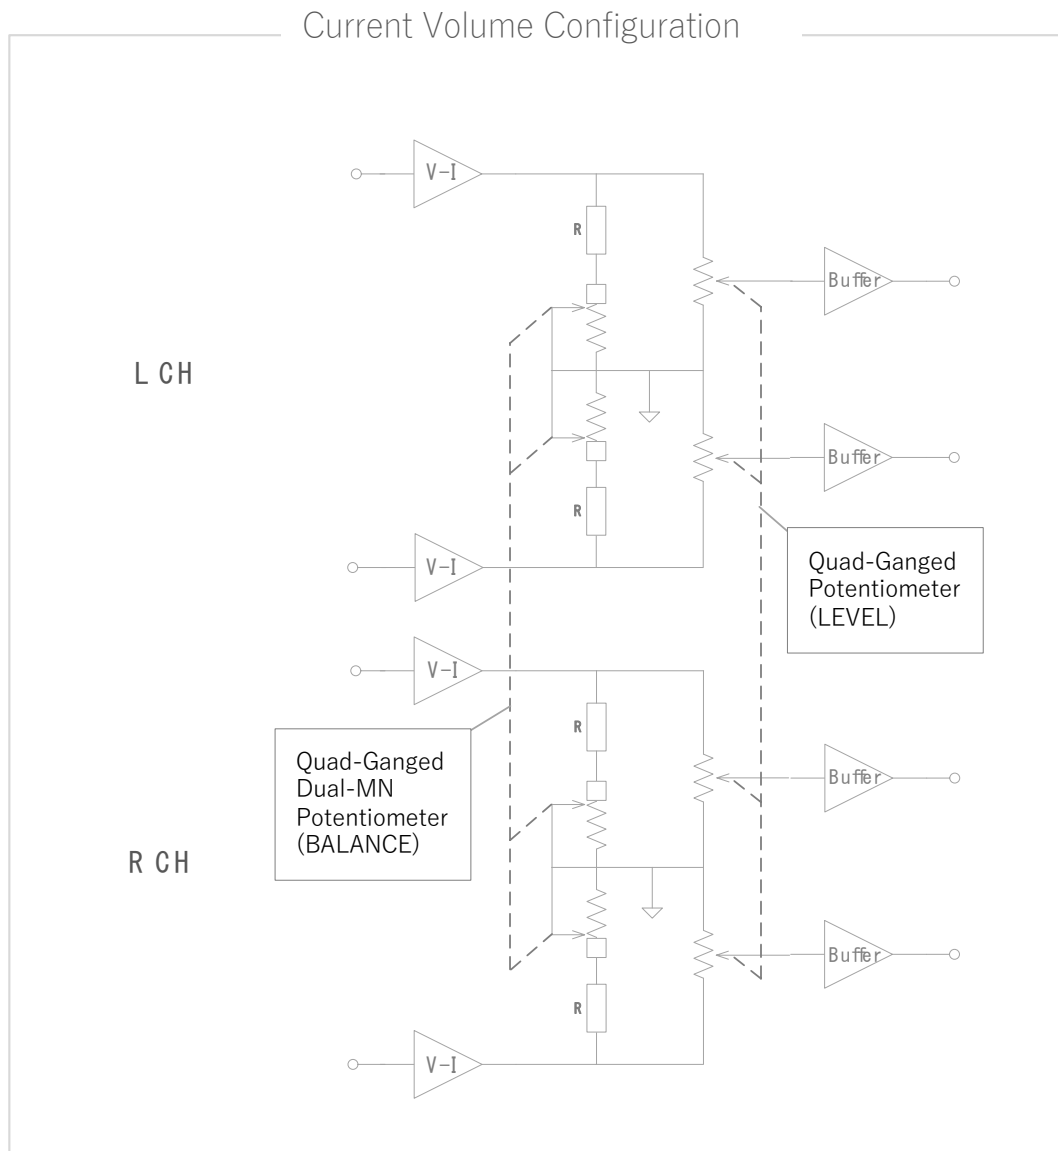 Current Volume Configuration
V-I
R
Buffer
L CH
Buffer
R
V-I
Quad-Ganged
Potentiometer
(LEVEL)
V-I
R
Quad-Ganged
Dual-MN
Potentiometer
(BALANCE)
Buffer
R CH
Buffer
R
V-I